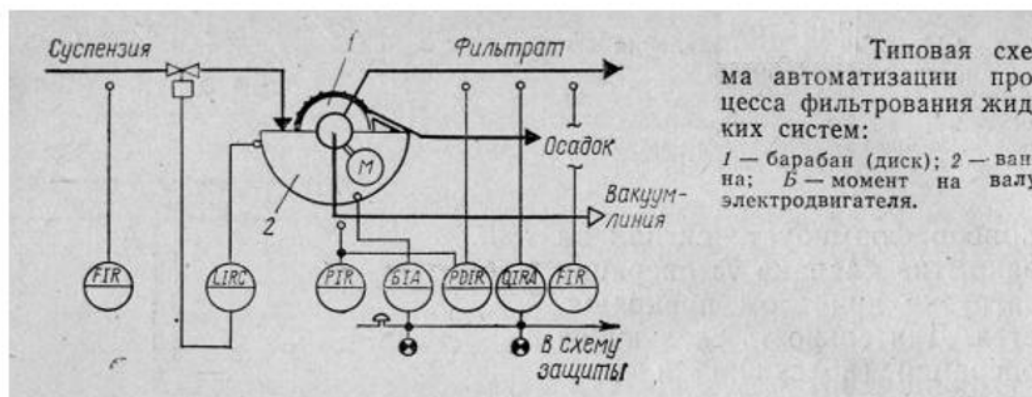 Суспензия
1
Фильтрат
М
Осадок
2
Вакуум-
линия
FIR
LIRC
PIR
БIA
PDIR
QIRA
FIR
В схему
защиты
Типовая схе-
ма автоматизации про-
цесса фильтрования жид-
ких систем:
1 — барабан (диск); 2 — ван-
на; Б — момент на валу
электродвигателя.